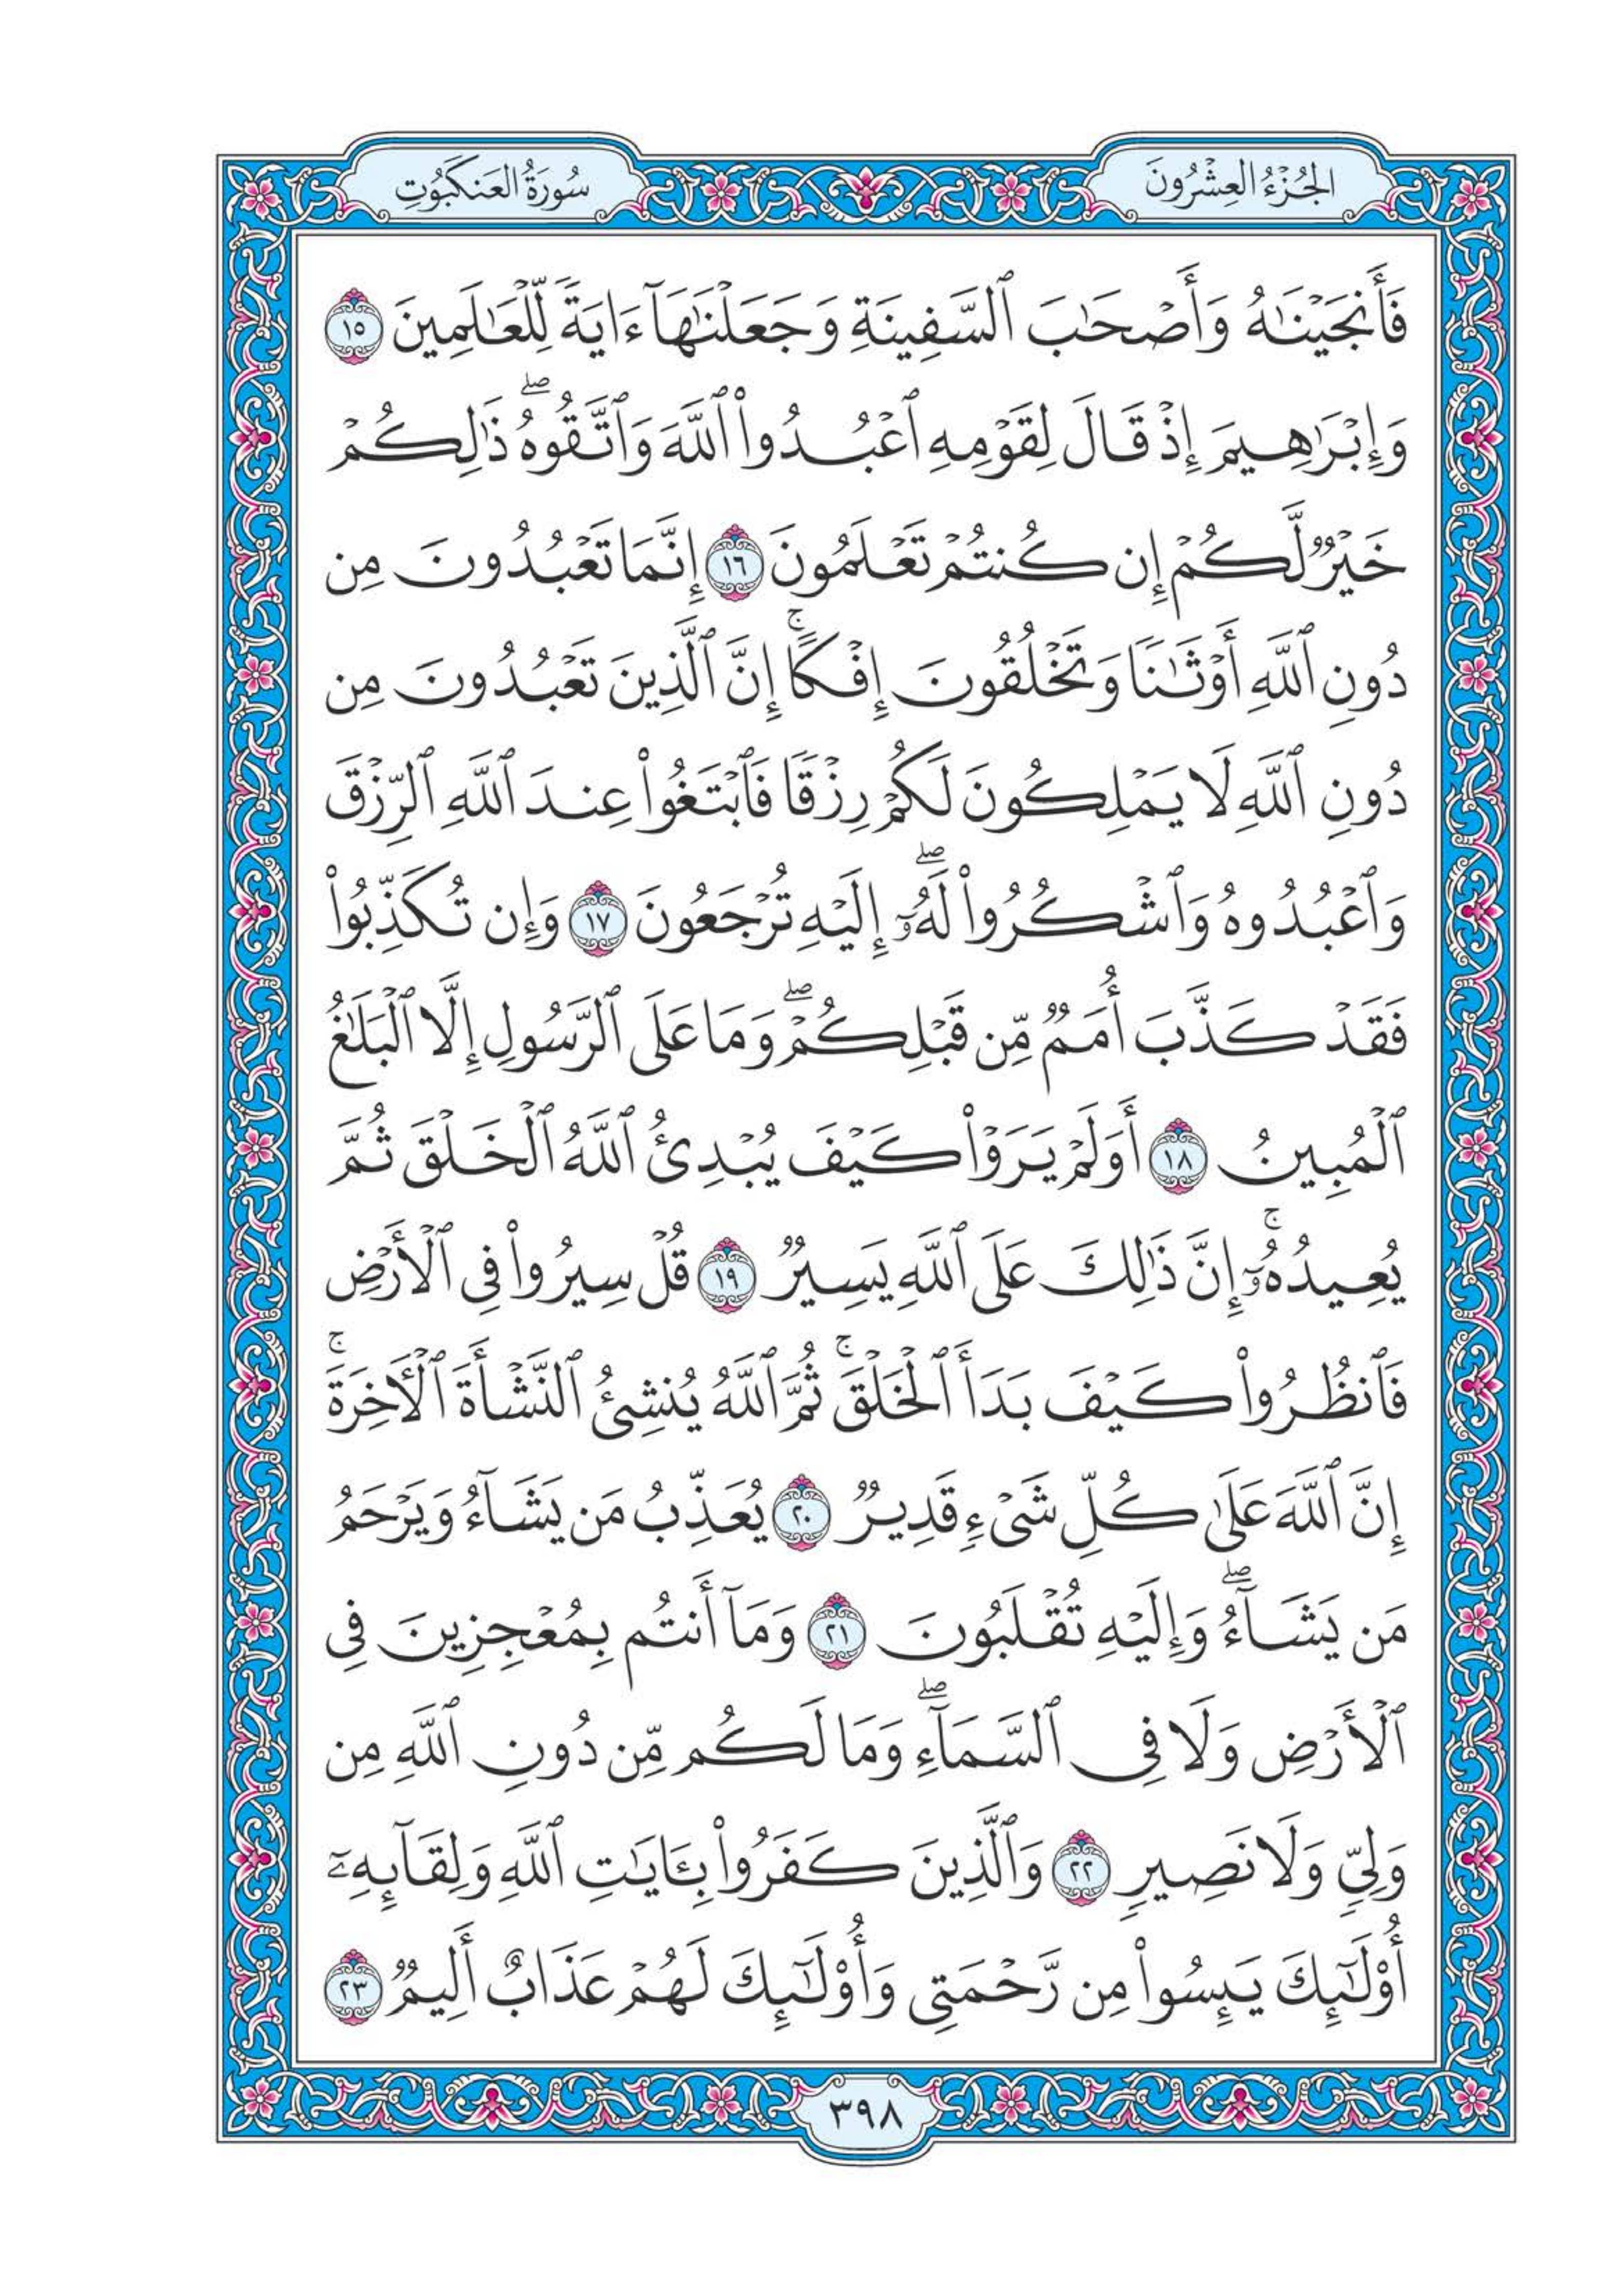 الجُزْءُ العِشْرُونَ
سُورَةُ العَنكَبُوتِ
فَأَنجَيْنَٰهُ وَأَصْحَٰبَ ٱلسَّفِينَةِ وَجَعَلْنَٰهَآ ءَايَةً لِّلْعَٰلَمِينَ ١٥
وَإِبْرَٰهِيمَ إِذْ قَالَ لِقَوْمِهِ ٱعْبُدُوا۟ ٱللَّهَ وَٱتَّقُوهُ ۖ ذَٰلِكُمْ
خَيْرٌ لَّكُمْ إِن كُنتُمْ تَعْلَمُونَ ١٦ إِنَّمَا تَعْبُدُونَ مِن
دُونِ ٱللَّهِ أَوْثَٰنًا وَتَخْلُقُونَ إِفْكًا ۚ إِنَّ ٱلَّذِينَ تَعْبُدُونَ مِن
دُونِ ٱللَّهِ لَا يَمْلِكُونَ لَكُمْ رِزْقًا فَٱبْتَغُوا۟ عِندَ ٱللَّهِ ٱلرِّزْقَ
وَٱعْبُدُوهُ وَٱشْكُرُوا۟ لَهُۥٓ ۖ إِلَيْهِ تُرْجَعُونَ ١٧ وَإِن تُكَذِّبُوا۟
فَقَدْ كَذَّبَ أُمَمٌ مِّن قَبْلِكُمْ ۖ وَمَا عَلَى ٱلرَّسُولِ إِلَّا ٱلْبَلَٰغُ
ٱلْمُبِينُ ١٨ أَوَلَمْ يَرَوْا۟ كَيْفَ يُبْدِئُ ٱللَّهُ ٱلْخَلْقَ ثُمَّ
يُعِيدُهُۥٓ ۚ إِنَّ ذَٰلِكَ عَلَى ٱللَّهِ يَسِيرٌ ١٩ قُلْ سِيرُوا۟ فِى ٱلْأَرْضِ
فَٱنظُرُوا۟ كَيْفَ بَدَأَ ٱلْخَلْقَ ۚ ثُمَّ ٱللَّهُ يُنشِئُ ٱلنَّشْأَةَ ٱلْءَاخِرَةَ ۚ
إِنَّ ٱللَّهَ عَلَىٰ كُلِّ شَىْءٍ قَدِيرٌ ٢٠ يُعَذِّبُ مَن يَشَآءُ وَيَرْحَمُ
مَن يَشَآءُ ۖ وَإِلَيْهِ تُقْلَبُونَ ٢١ وَمَآ أَنتُم بِمُعْجِزِينَ فِى
ٱلْأَرْضِ وَلَا فِى ٱلسَّمَآءِ ۖ وَمَا لَكُم مِّن دُونِ ٱللَّهِ مِن
وَلِىٍّ وَلَا نَصِيرٍ ٢٢ وَٱلَّذِينَ كَفَرُوا۟ بِـَٔايَٰتِ ٱللَّهِ وَلِقَآئِهِۦٓ
أُو۟لَٰٓئِكَ يَئِسُوا۟ مِن رَّحْمَتِى وَأُو۟لَٰٓئِكَ لَهُمْ عَذَابٌ أَلِيمٌ ٢٣
٣٩٨